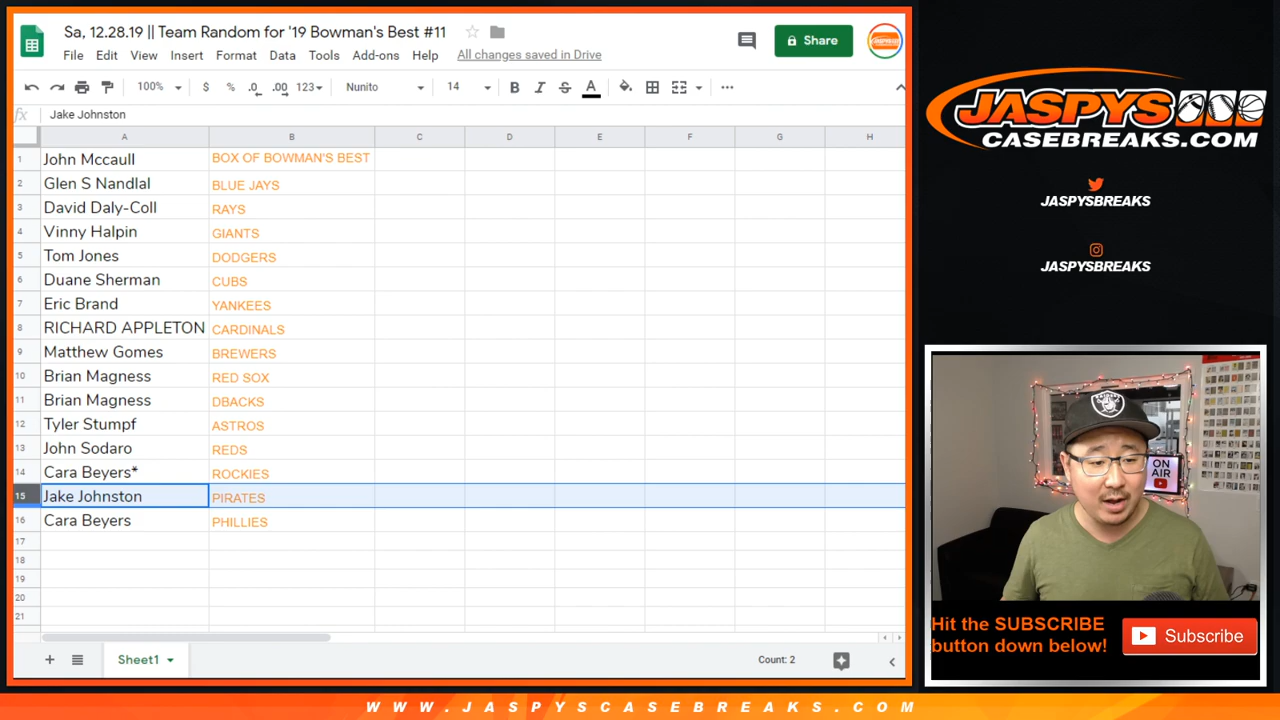 Sa, 12.28.19 || Team Random for '19 Bowman's Best #11
File Edit View Insert Format Data Tools Add-ons Help All changes saved in Drive
Share
100% $ % .0 .00 123 Nunito 14 B I S A
fx Jake Johnston
A B C D E F G H
1 John Mccaull BOX OF BOWMAN'S BEST
2 Glen S Nandlal BLUE JAYS
3 David Daly-Coll RAYS
4 Vinny Halpin GIANTS
5 Tom Jones DODGERS
6 Duane Sherman CUBS
7 Eric Brand YANKEES
8 RICHARD APPLETON CARDINALS
9 Matthew Gomes BREWERS
10 Brian Magness RED SOX
11 Brian Magness DBACKS
12 Tyler Stumpf ASTROS
13 John Sodaro REDS
14 Cara Beyers* ROCKIES
15 Jake Johnston PIRATES
16 Cara Beyers PHILLIES
17
18
19
20
21
Sheet1
Count: 2
JASPYS
CASEBREAKS.COM
JASPYSBREAKS
JASPYSBREAKS
RAIDERS
ON
AIR
Hit the SUBSCRIBE
button down below!
Subscribe
WWW.JASPYSCASEBREAKS.COM